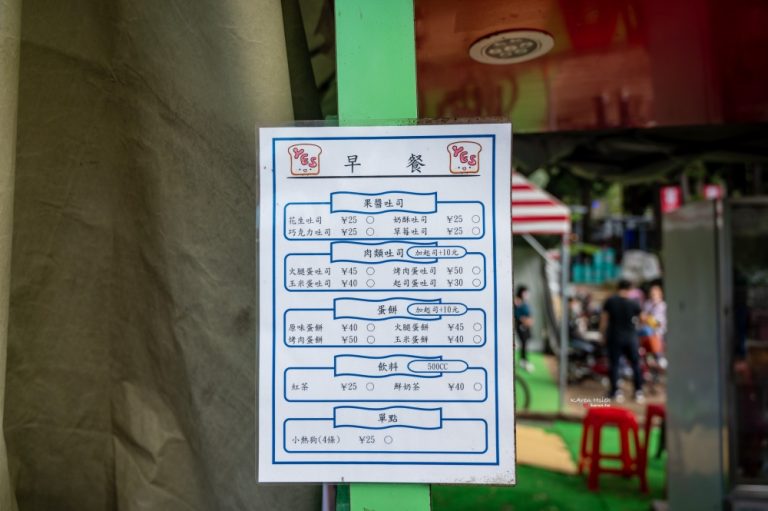 YES 早 餐 YES
果醬吐司
花生吐司 ¥25 ○ 奶酥吐司 ¥25 ○
巧克力吐司 ¥25 ○ 草莓吐司 ¥25 ○
肉類吐司 加起司+10元
火腿蛋吐司 ¥45 ○ 烤肉蛋吐司 ¥50 ○
玉米蛋吐司 ¥40 ○ 起司蛋吐司 ¥30 ○
蛋餅 加起司+10元
原味蛋餅 ¥40 ○ 火腿蛋餅 ¥45 ○
烤肉蛋餅 ¥50 ○ 玉米蛋餅 ¥40 ○
飲料 500CC
紅茶 ¥25 ○ 鮮奶茶 ¥40 ○
單點
小熱狗(4條) ¥25 ○
KAren Hsieh